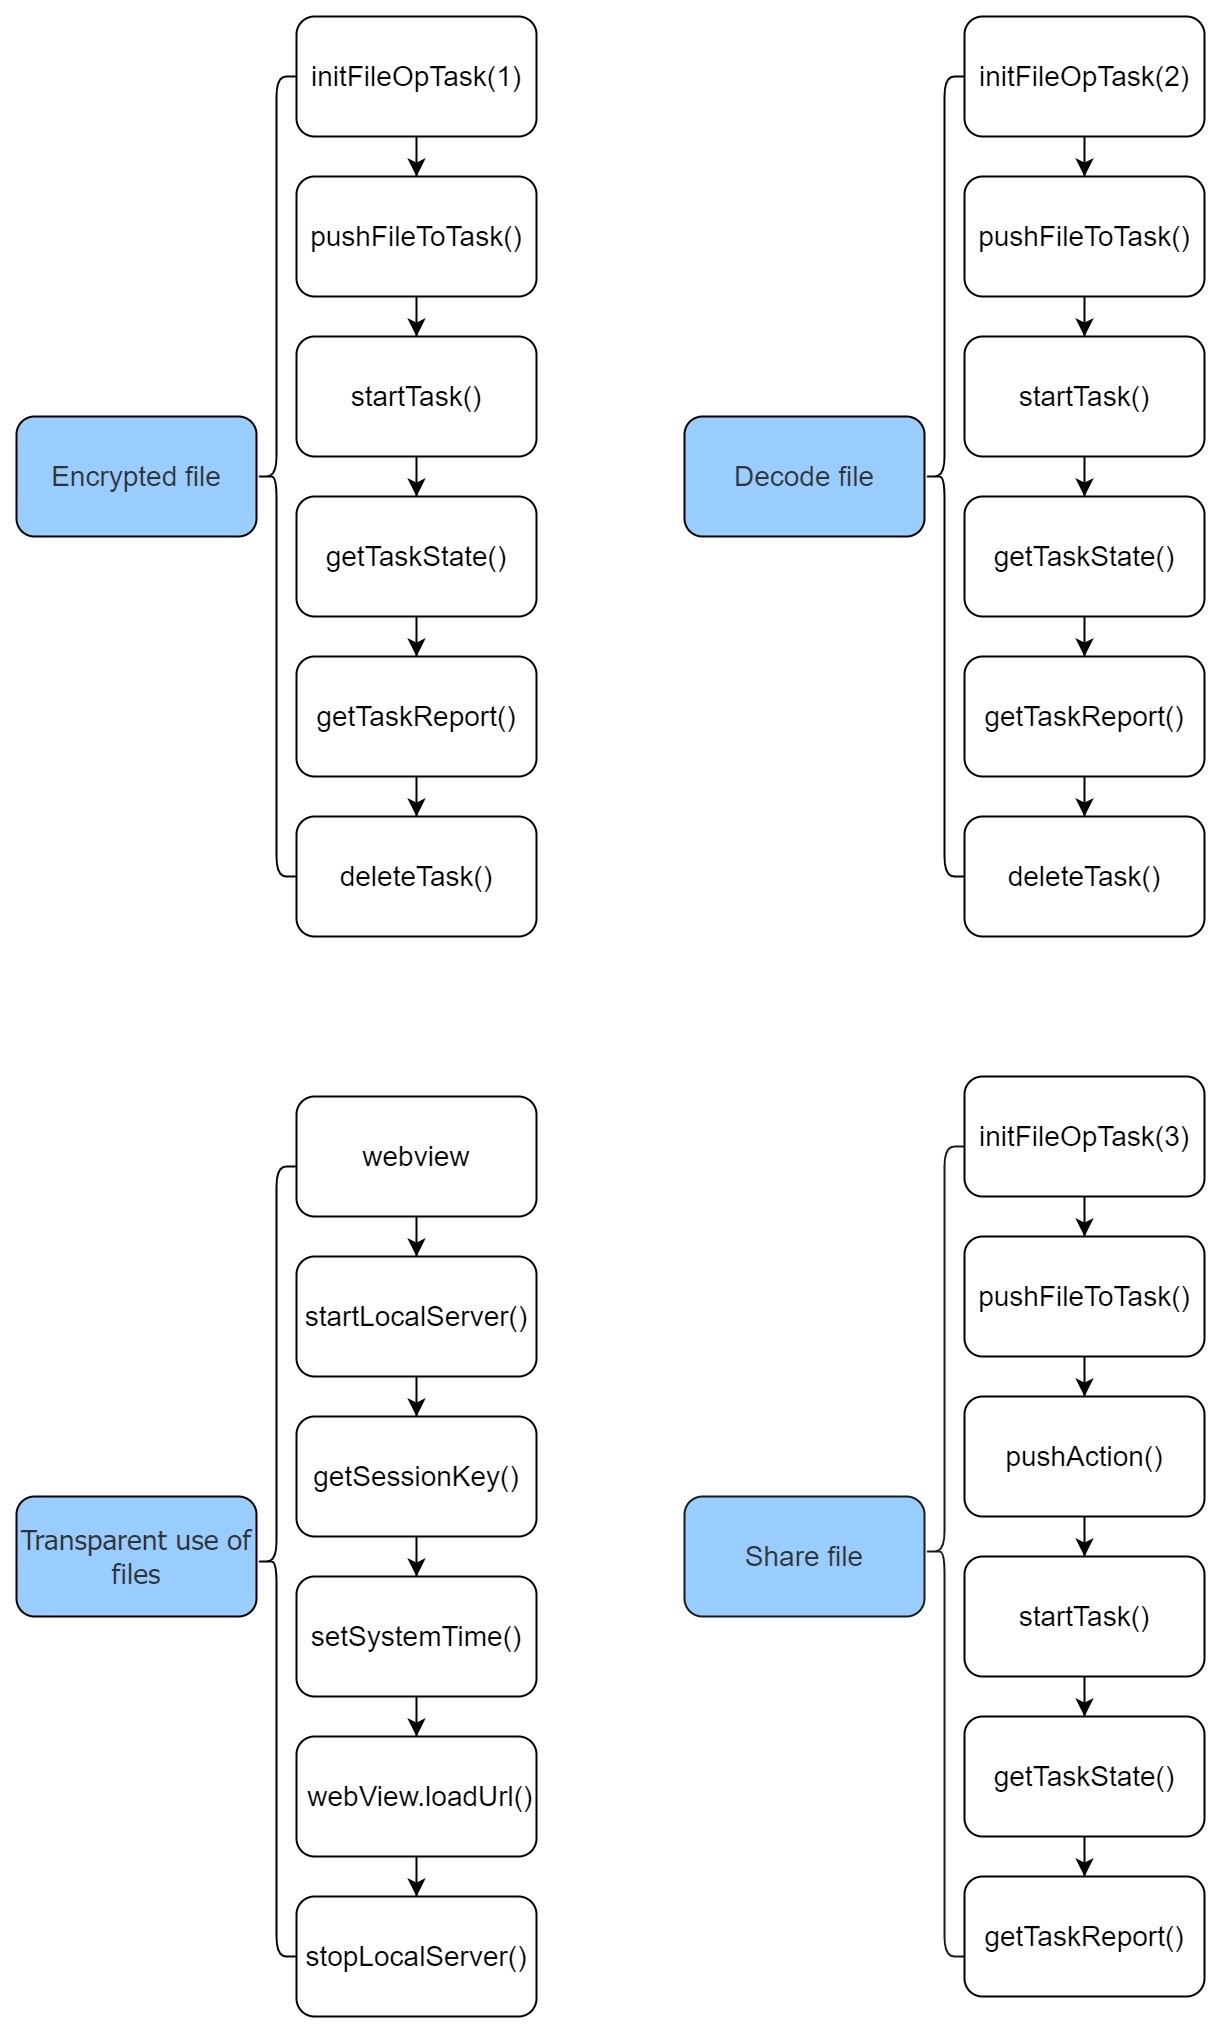 Encrypted file
initFileOpTask(1)
pushFileToTask()
startTask()
getTaskState()
getTaskReport()
deleteTask()
Decode file
initFileOpTask(2)
pushFileToTask()
startTask()
getTaskState()
getTaskReport()
deleteTask()
Transparent use of
files
webview
startLocalServer()
getSessionKey()
setSystemTime()
webView.loadUrl()
stopLocalServer()
Share file
initFileOpTask(3)
pushFileToTask()
pushAction()
startTask()
getTaskState()
getTaskReport()